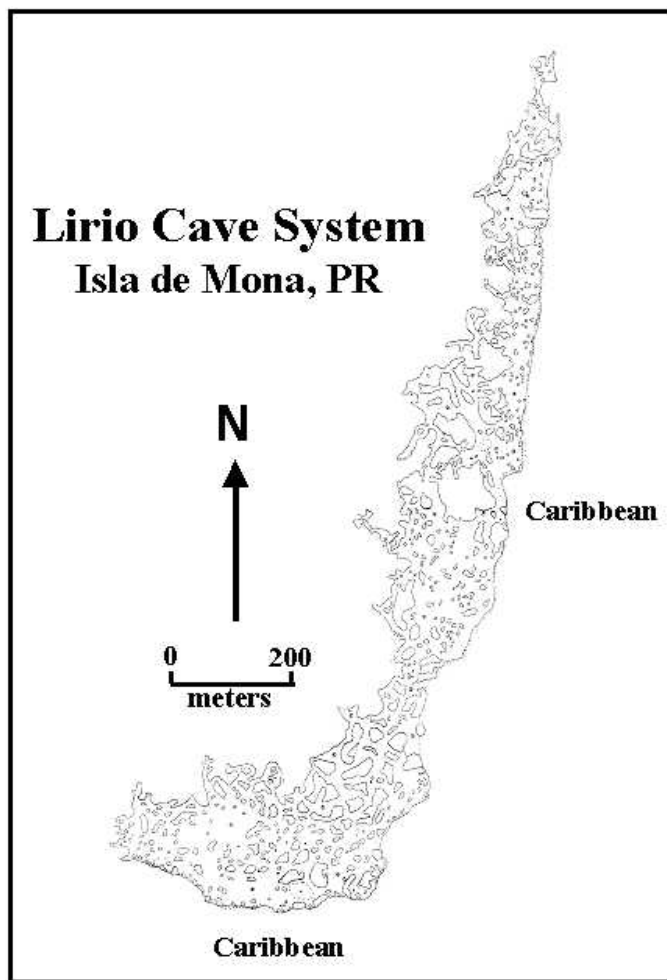 Lirio Cave System
Isla de Mona, PR
N
Caribbean
0 200
meters
Caribbean